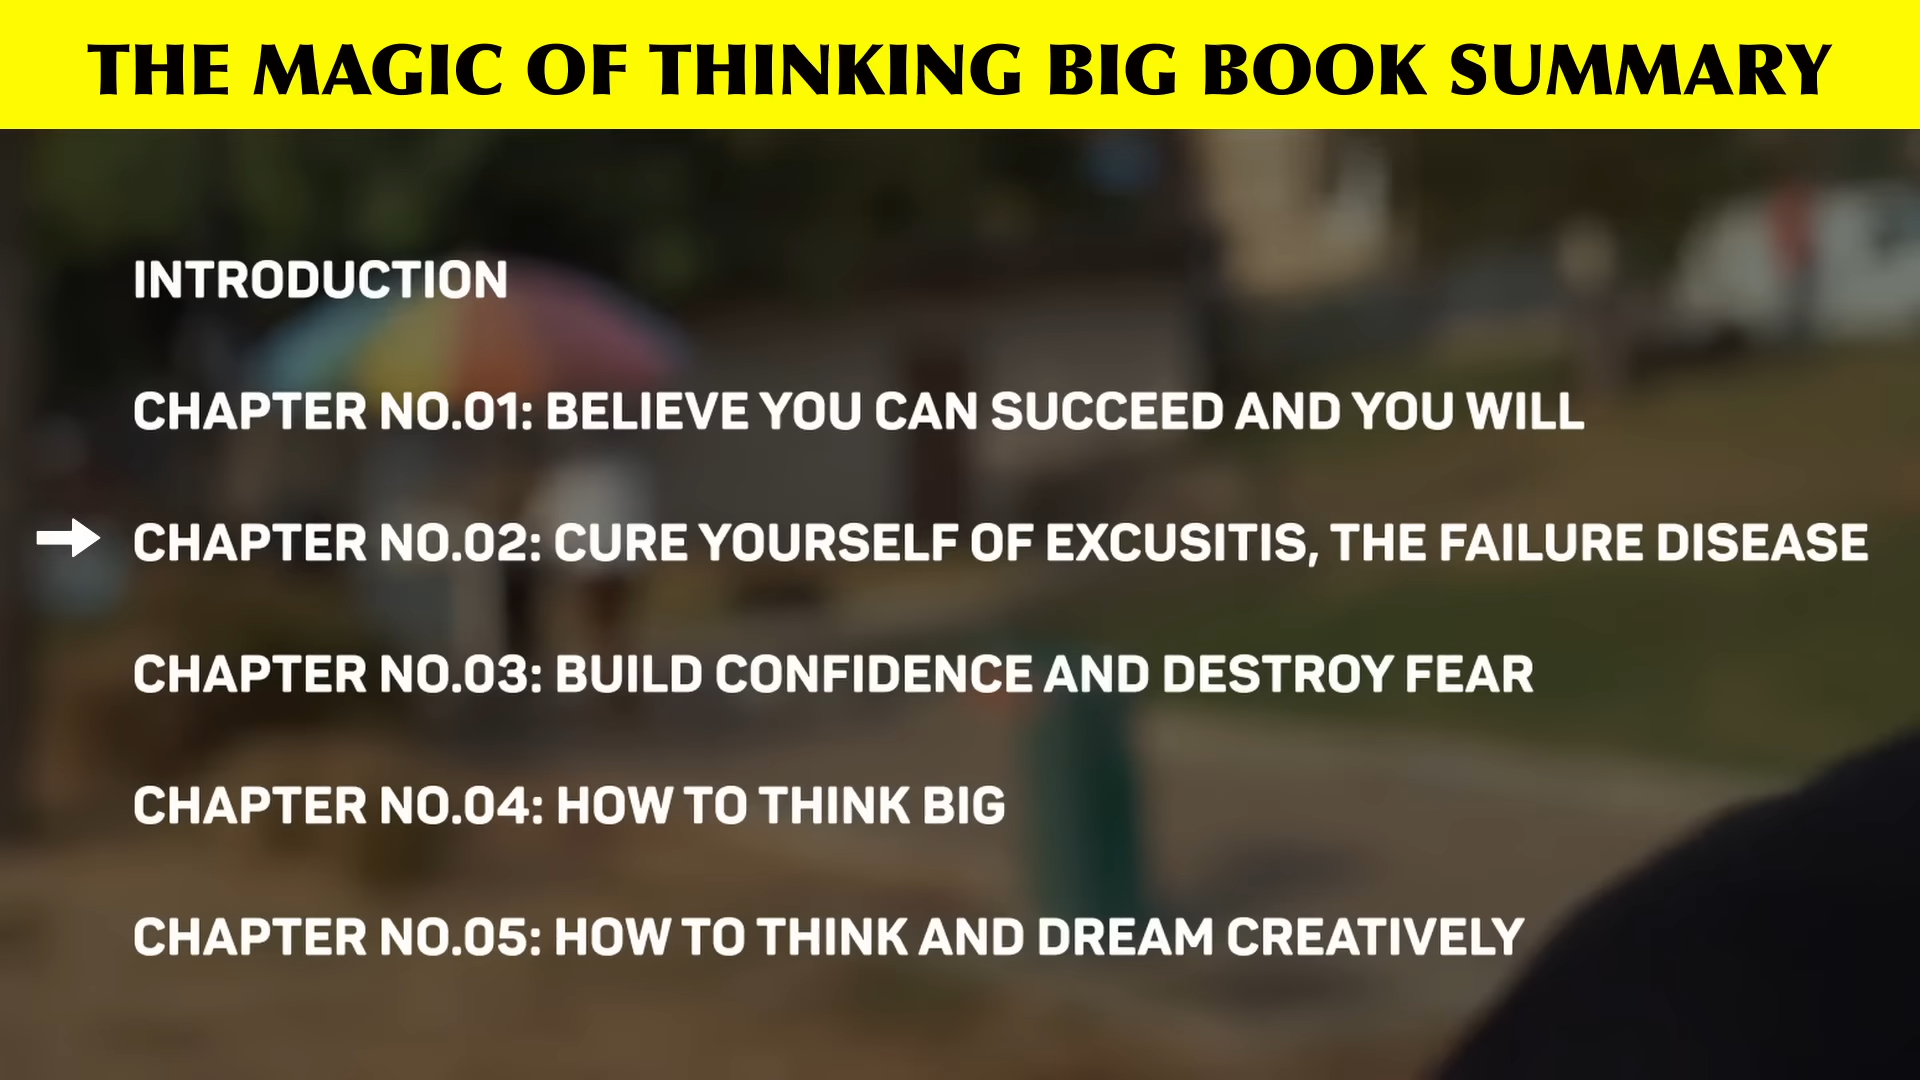 THE MAGIC OF THINKING BIG BOOK SUMMARY
INTRODUCTION
CHAPTER NO.01: BELIEVE YOU CAN SUCCEED AND YOU WILL
CHAPTER NO.02: CURE YOURSELF OF EXCUSITIS, THE FAILURE DISEASE
CHAPTER NO.03: BUILD CONFIDENCE AND DESTROY FEAR
CHAPTER NO.04: HOW TO THINK BIG
CHAPTER NO.05: HOW TO THINK AND DREAM CREATIVELY